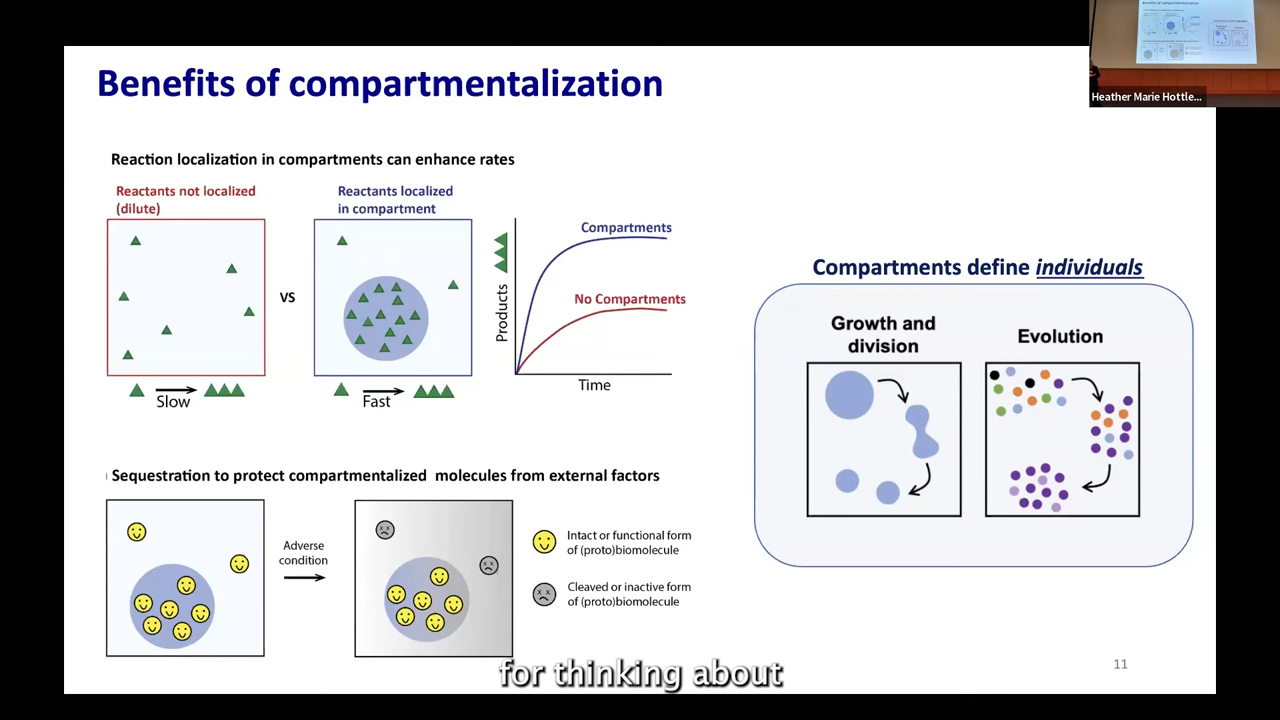 Benefits of compartmentalization
Heather Marie Hottle...
Reaction localization in compartments can enhance rates
Reactants not localized
(dilute)
VS
Reactants localized
in compartment
Slow
Fast
Products
Compartments
No Compartments
Time
Sequestration to protect compartmentalized molecules from external factors
Adverse
condition
Intact or functional form
of (proto)biomolecule
Cleaved or inactive form
of (proto)biomolecule
Compartments define individuals
Growth and
division
Evolution
for thinking about
11